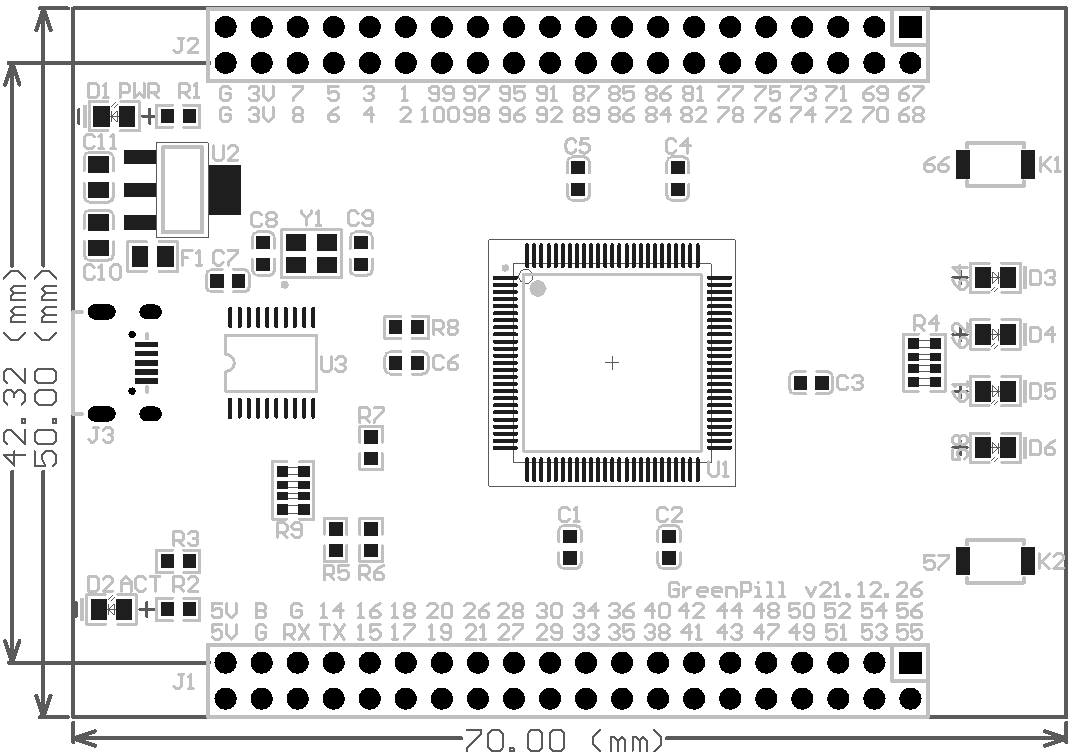 J2
D1 PWR R1
G 3V 7 5 3 1 99 97 95 91 87 85 86 81 77 75 73 71 69 67
G 3V 8 6 4 2 100 98 96 92 89 86 84 82 78 76 74 72 70 68
C11
U2
C5
C4
66
K1
C8
Y1
C9
F1
C7
C10
D3
R8
R4
D4
U3
C6
C3
D5
J3
R7
D6
U1
R9
C1
C2
R3
R5 R6
57
K2
D2 ACT R2
GreenPill v21.12.26
5V B G 14 16 18 20 26 28 30 34 36 40 42 44 48 50 52 54 56
5V G RX TX 15 17 19 21 27 29 33 35 38 41 43 47 49 51 53 55
J1
42.32 (mm)
50.00 (mm)
70.00 (mm)